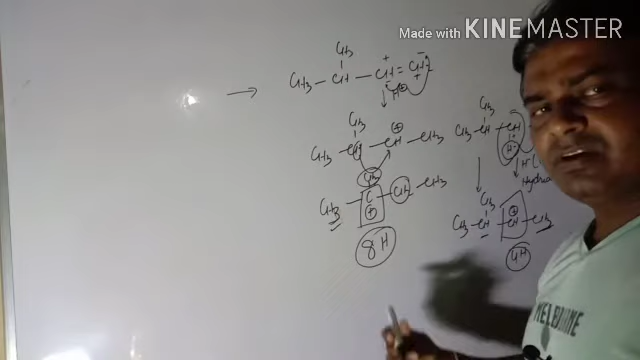 Made with KINEMASTER
CH3
→ CH3 – CH – CH = CH2
H⊕
CH3
CH3 – CH – CH – CH3
⊕
CH3
CH3 – C – CH2 – CH3
⊕
8H
CH3
CH3 – CH – CH
H⁻
CH3
CH3 – CH – CH – CH3
⊕
4H
MELBOURNE